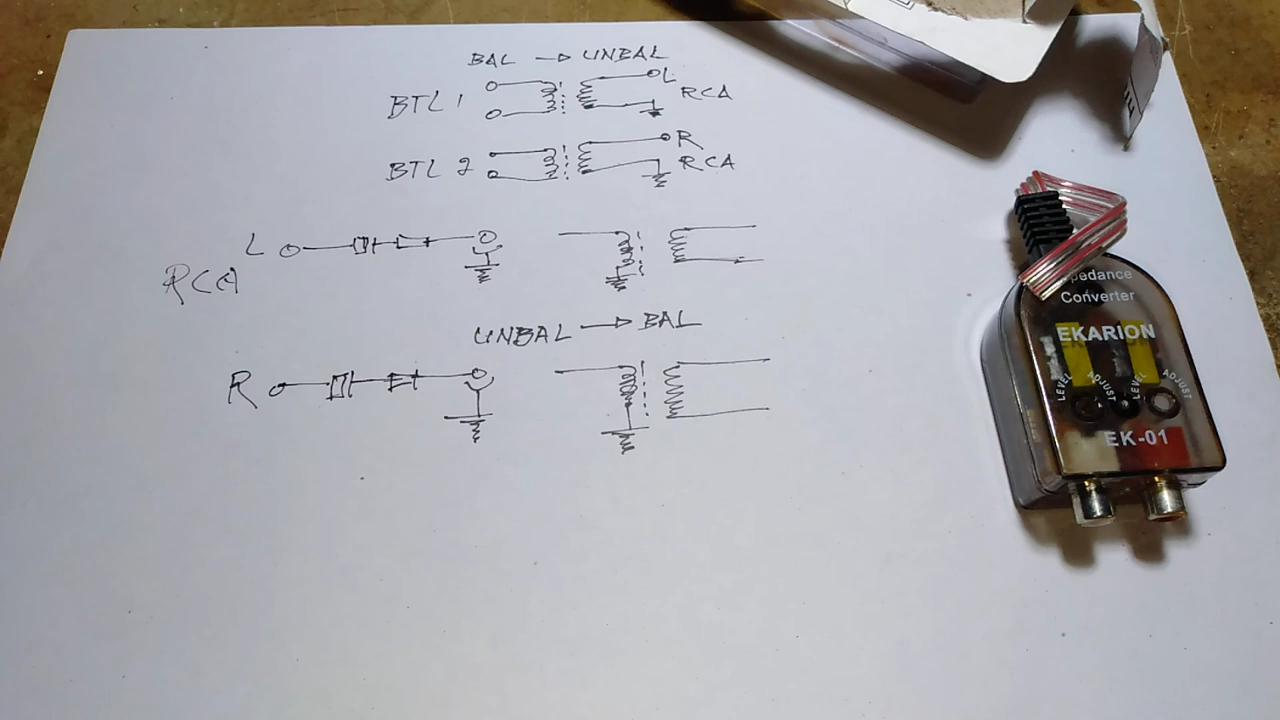 BAL → UNBAL
BTL 1
L
RCA
BTL 2
R
RCA
L
RCA
UNBAL → BAL
R
pedance
Converter
EKARION
LEVEL ADJUST LEVEL ADJUST
EK-01